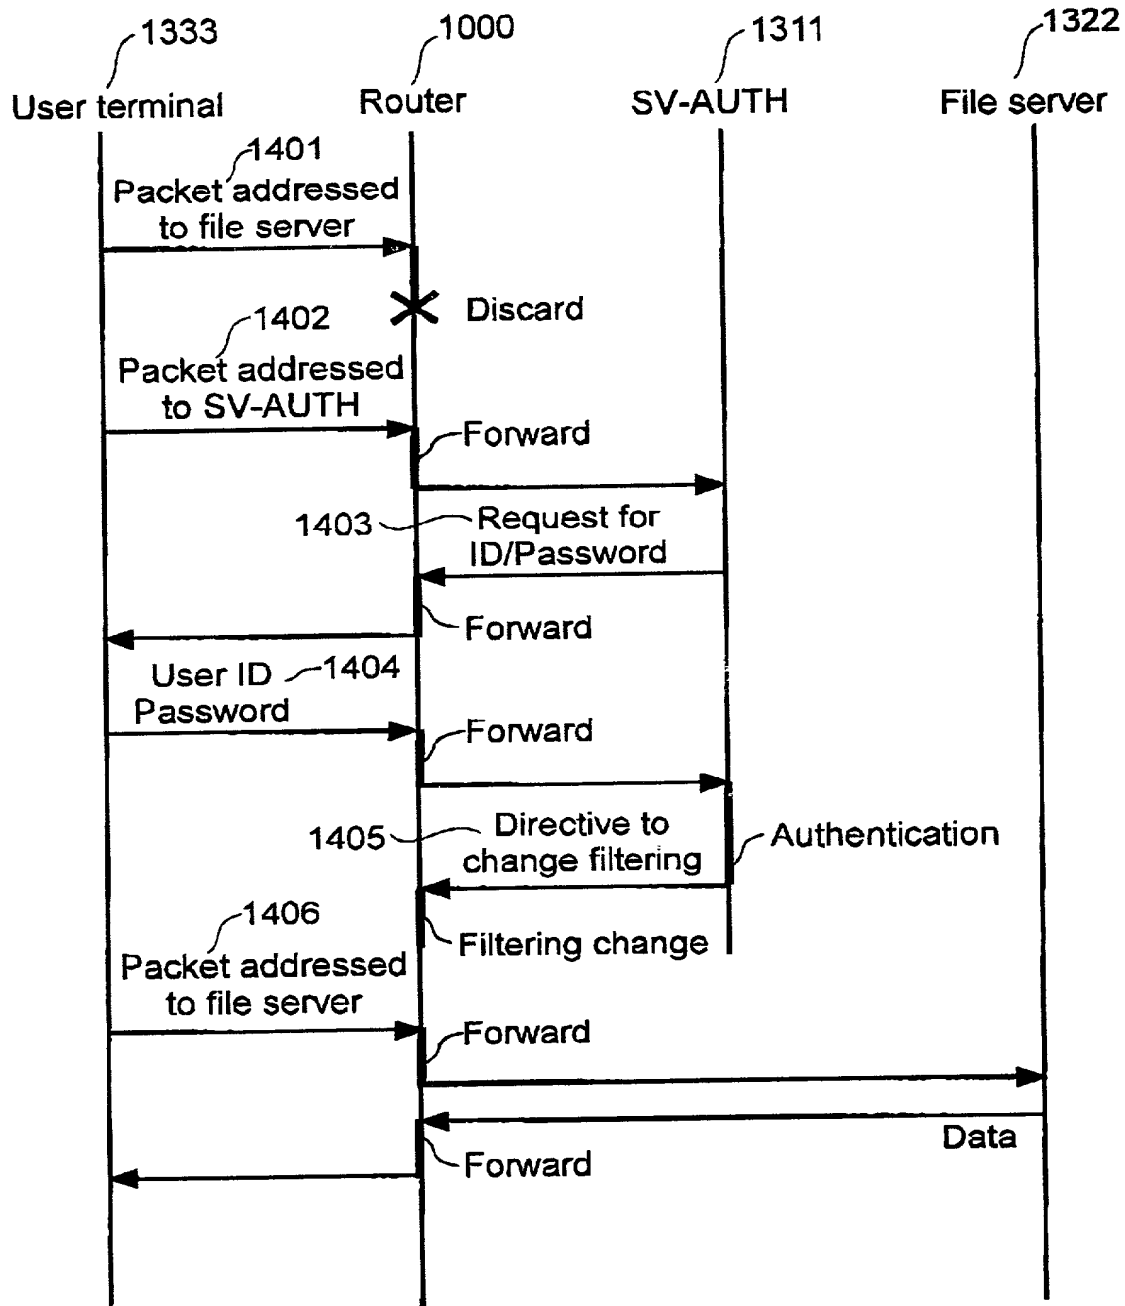 1333
1000
1311
1322
User terminal
Router
SV-AUTH
File server
1401
Packet addressed
to file server
Discard
1402
Packet addressed
to SV-AUTH
Forward
1403
Request for
ID/Password
Forward
User ID
Password
1404
Forward
1405
Directive to
change filtering
Authentication
1406
Filtering change
Packet addressed
to file server
Forward
Data
Forward